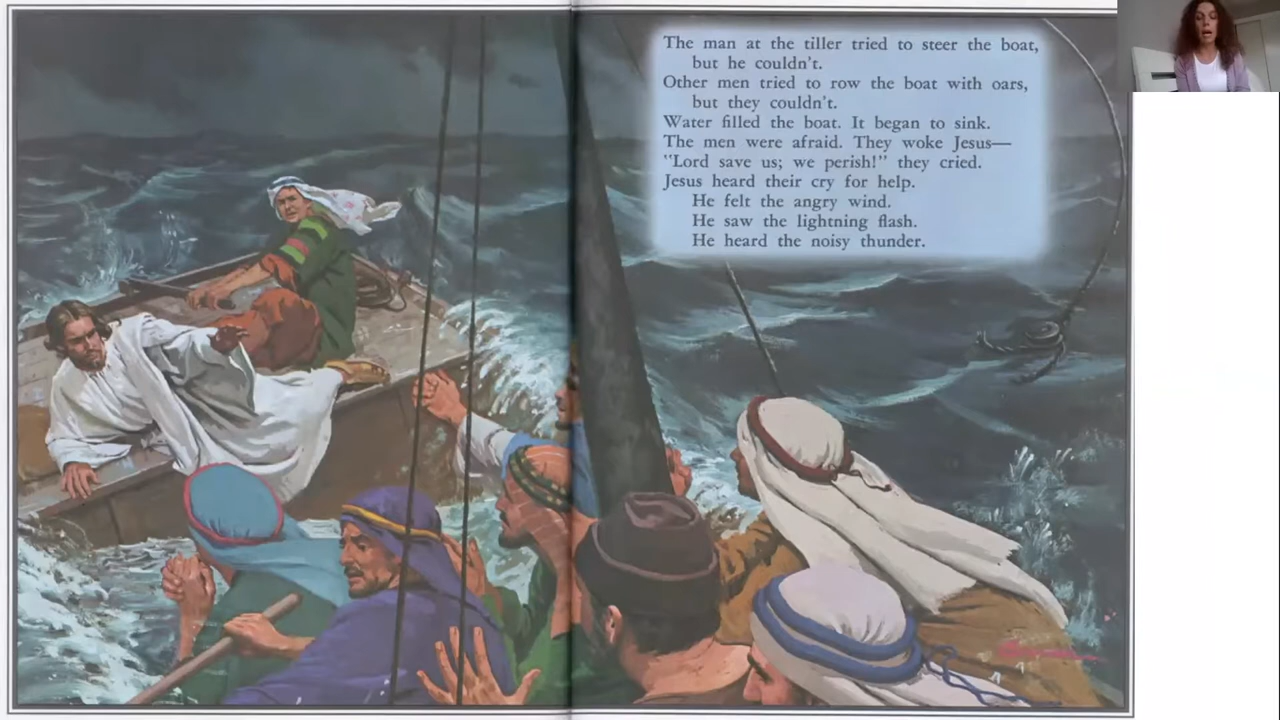 The man at the tiller tried to steer the boat,
but he couldn't.
Other men tried to row the boat with oars,
but they couldn't.
Water filled the boat. It began to sink.
The men were afraid. They woke Jesus—
"Lord save us; we perish!" they cried.
Jesus heard their cry for help.
He felt the angry wind.
He saw the lightning flash.
He heard the noisy thunder.